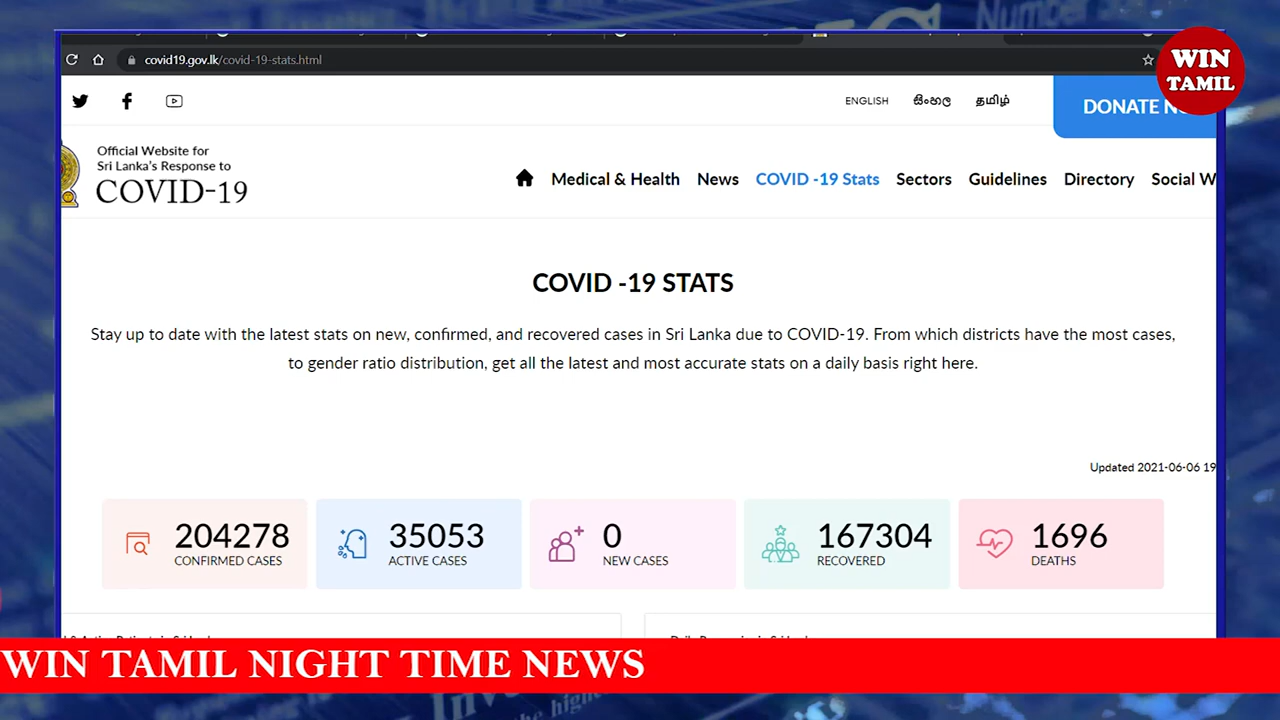 Number
covid19.gov.lk/covid-19-stats.html
WIN
TAMIL
ENGLISH සිංහල தமிழ்
DONATE N
Official Website for
Sri Lanka's Response to
COVID-19
Medical & Health News COVID -19 Stats Sectors Guidelines Directory Social W
COVID -19 STATS
Stay up to date with the latest stats on new, confirmed, and recovered cases in Sri Lanka due to COVID-19. From which districts have the most cases,
to gender ratio distribution, get all the latest and most accurate stats on a daily basis right here.
Updated 2021-06-06 19
204278
CONFIRMED CASES
35053
ACTIVE CASES
0
NEW CASES
167304
RECOVERED
1696
DEATHS
WIN TAMIL NIGHT TIME NEWS
the highe